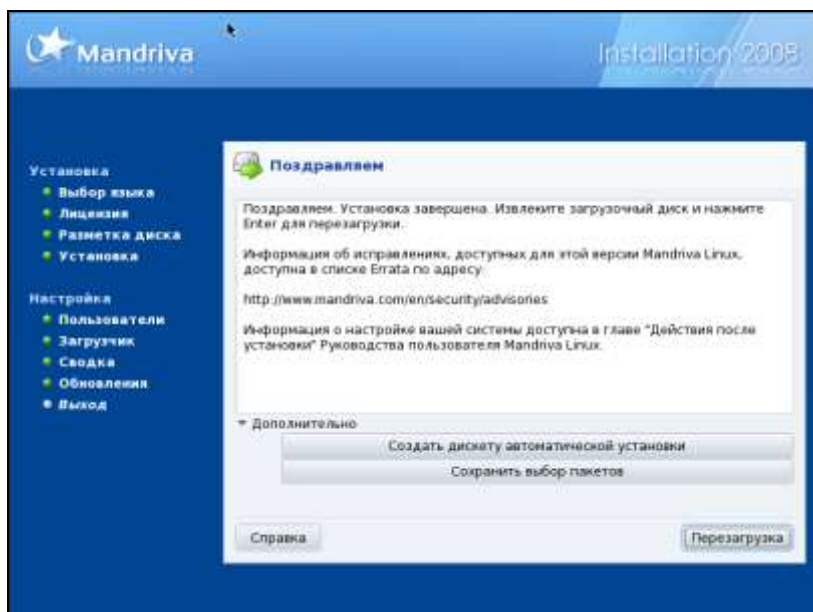 Mandriva
Installation 2008
Установка
Выбор языка
Лицензия
Разметка диска
Установка
Настройка
Пользователи
Загрузчик
Сводка
Обновления
Выход
Поздравляем
Поздравляем. Установка завершена. Извлеките загрузочный диск и нажмите
Enter для перезагрузки.
Информация об исправлениях, доступных для этой версии Mandriva Linux,
доступна в списке Errata по адресу:
http://www.mandriva.com/en/security/advisories
Информация о настройке вашей системы доступна в главе "Действия после
установки" Руководства пользователя Mandriva Linux.
Дополнительно
Создать дискету автоматической установки
Сохранить выбор пакетов
Справка
Перезагрузка